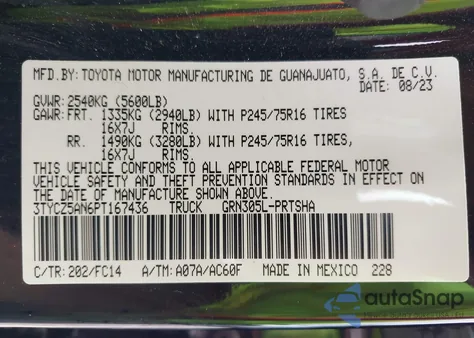 MFD.BY: TOYOTA MOTOR MANUFACTURING DE GUANAJUATO, S.A. DE C.V.
DATE: 08/23
GVWR: 2540KG (5600LB)
GAWR: FRT. 1335KG (2940LB) WITH P245/75R16 TIRES
16X7J RIMS.
RR. 1490KG (3280LB) WITH P245/75R16 TIRES,
16X7J RIMS.
THIS VEHICLE CONFORMS TO ALL APPLICABLE FEDERAL MOTOR
VEHICLE SAFETY AND THEFT PREVENTION STANDARDS IN EFFECT ON
THE DATE OF MANUFACTURE SHOWN ABOVE.
3TYCZ5AN6PT167436 TRUCK GRN305L-PRTSHA
C/TR: 202/FC14 A/TM: A07A/AC60F MADE IN MEXICO 228
autoSnap